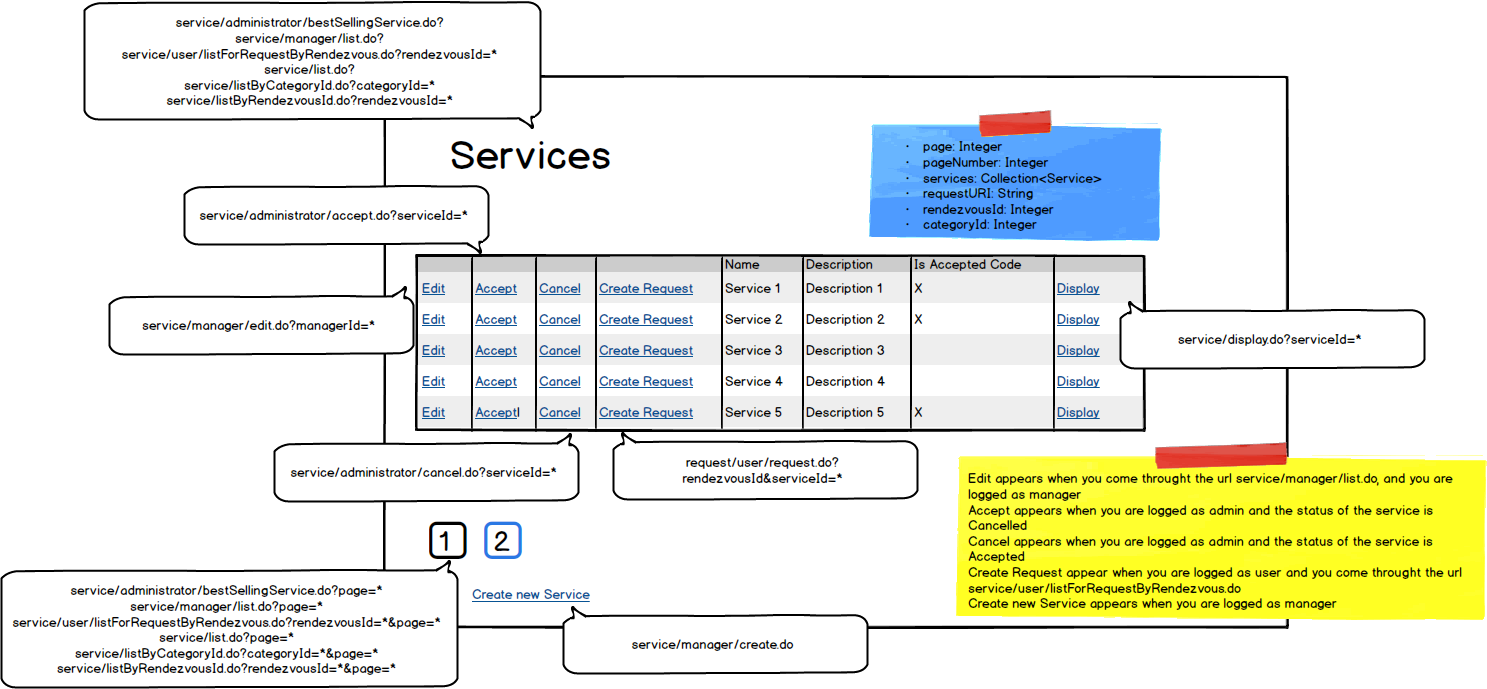 service/administrator/bestSellingService.do?
service/manager/list.do?
service/user/listForRequestByRendezvous.do?rendezvousId=*
service/list.do?
service/listByCategoryId.do?categoryId=*
service/listByRendezvousId.do?rendezvousId=*
Services
· page: Integer
· pageNumber: Integer
· services: Collection<Service>
· requestURI: String
· rendezvousId: Integer
· categoryId: Integer
service/administrator/accept.do?serviceId=*
Name Description Is Accepted Code
Edit Accept Cancel Create Request Service 1 Description 1 X Display
Edit Accept Cancel Create Request Service 2 Description 2 X Display
Edit Accept Cancel Create Request Service 3 Description 3 Display
Edit Accept Cancel Create Request Service 4 Description 4 Display
Edit Accept| Cancel Create Request Service 5 Description 5 X Display
service/manager/edit.do?managerId=*
service/display.do?serviceId=*
service/administrator/cancel.do?serviceId=*
request/user/request.do?
rendezvousId&serviceId=*
Edit appears when you come throught the url service/manager/list.do, and you are
logged as manager
Accept appears when you are logged as admin and the status of the service is
Cancelled
Cancel appears when you are logged as admin and the status of the service is
Accepted
Create Request appear when you are logged as user and you come throught the url
service/user/listForRequestByRendezvous.do
Create new Service appears when you are logged as manager
1 2
service/administrator/bestSellingService.do?page=*
service/manager/list.do?page=*
service/user/listForRequestByRendezvous.do?rendezvousId=*&page=*
service/list.do?page=*
service/listByCategoryId.do?categoryId=*&page=*
service/listByRendezvousId.do?rendezvousId=*&page=*
Create new Service
service/manager/create.do